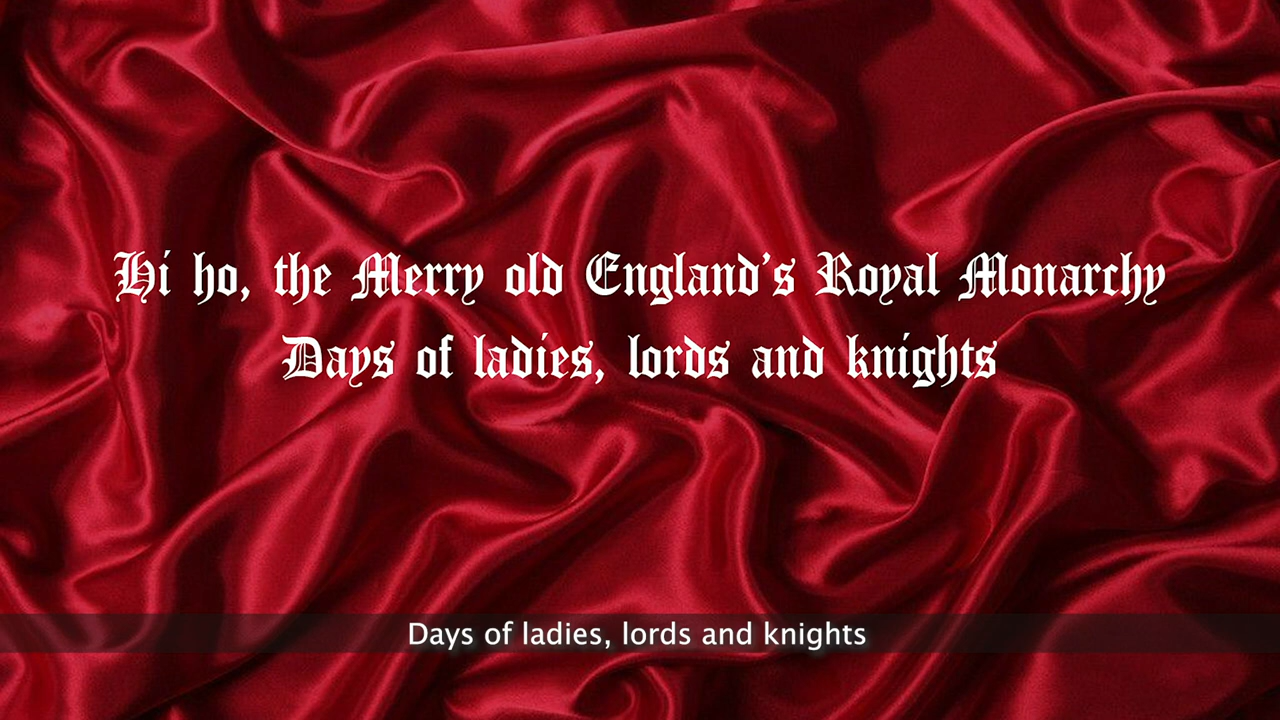 Hi ho, the Merry old England's Royal Monarchy
Days of ladies, lords and knights
Days of ladies, lords and knights